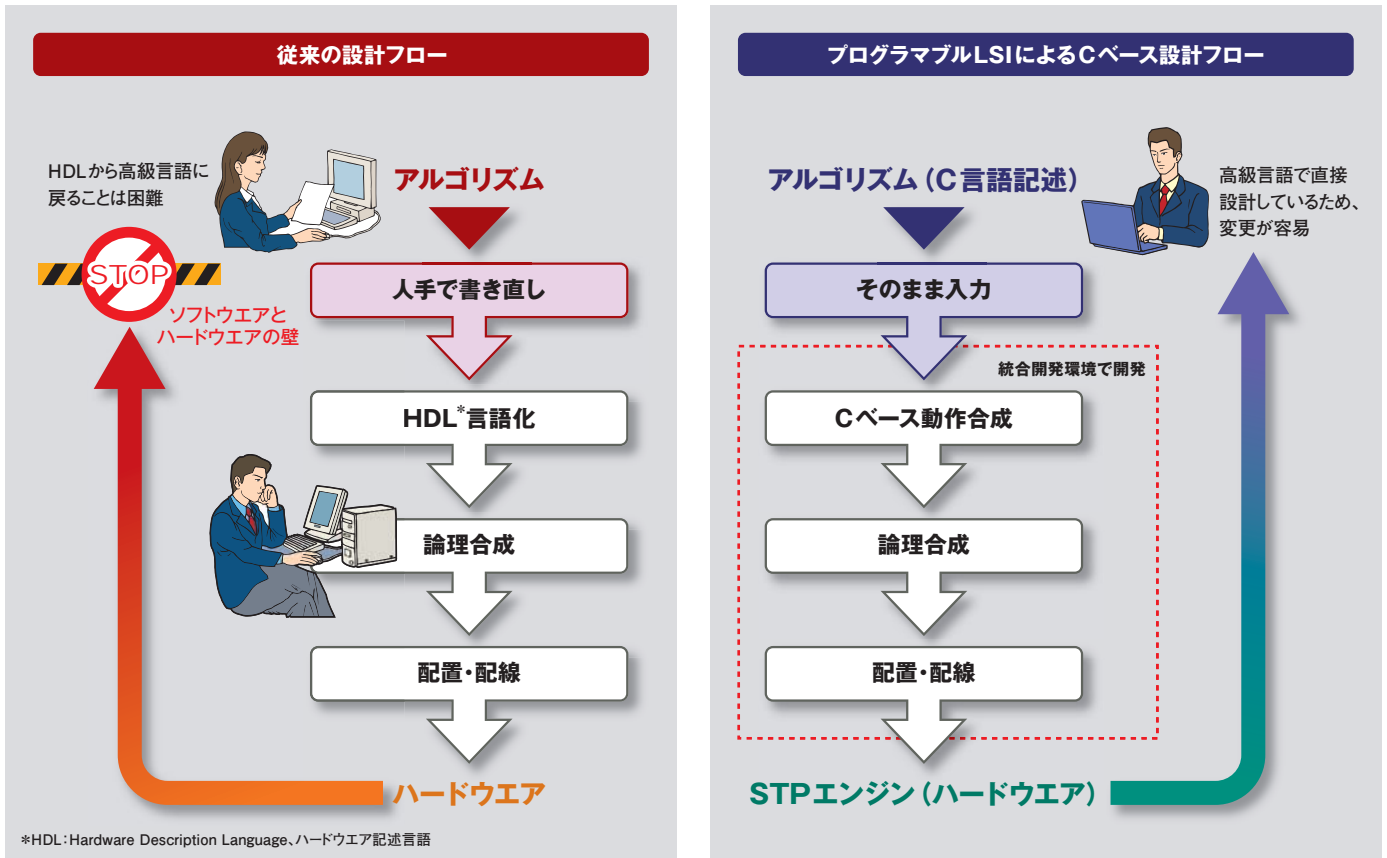 従来の設計フロー
HDLから高級言語に
戻ることは困難
アルゴリズム
STOP
ソフトウエアと
ハードウエアの壁
人手で書き直し
HDL*言語化
論理合成
配置・配線
ハードウエア
*HDL:Hardware Description Language、ハードウエア記述言語
プログラマブルLSIによるCベース設計フロー
アルゴリズム(C言語記述)
高級言語で直接
設計しているため、
変更が容易
そのまま入力
統合開発環境で開発
Cベース動作合成
論理合成
配置・配線
STPエンジン(ハードウエア)